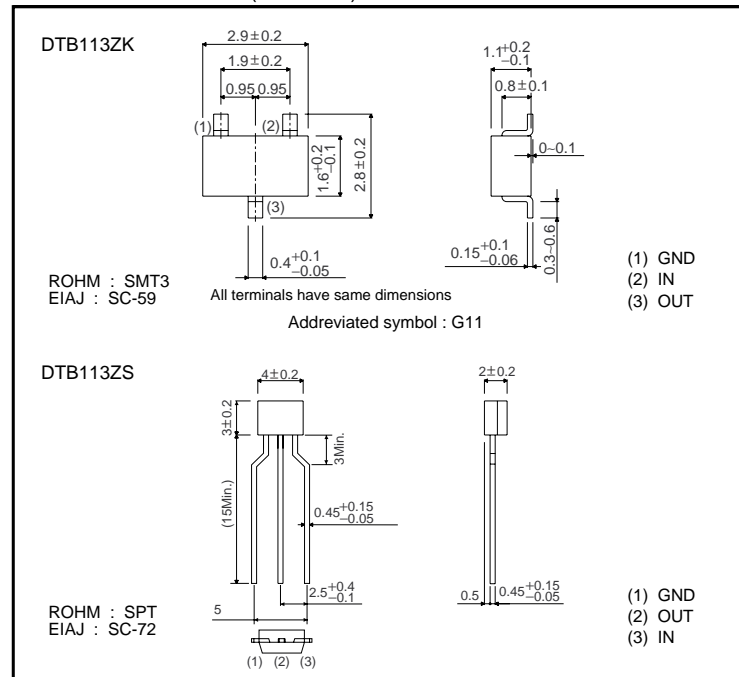 DTB113ZK
2.9±0.2
1.9±0.2
0.95 0.95
(1) (2)
(3)
1.6+0.2−0.1
2.8±0.2
0.4+0.1−0.05
1.1+0.2−0.1
0.8±0.1
0~0.1
0.15+0.1−0.06
0.3~0.6
ROHM : SMT3
EIAJ : SC-59
All terminals have same dimensions
Addreviated symbol : G11
(1) GND
(2) IN
(3) OUT
DTB113ZS
4±0.2
2±0.2
3±0.2
3Min.
(15Min.)
0.45+0.15−0.05
2.5+0.4−0.1
5
0.5
0.45+0.15−0.05
ROHM : SPT
EIAJ : SC-72
(1) (2) (3)
(1) GND
(2) OUT
(3) IN